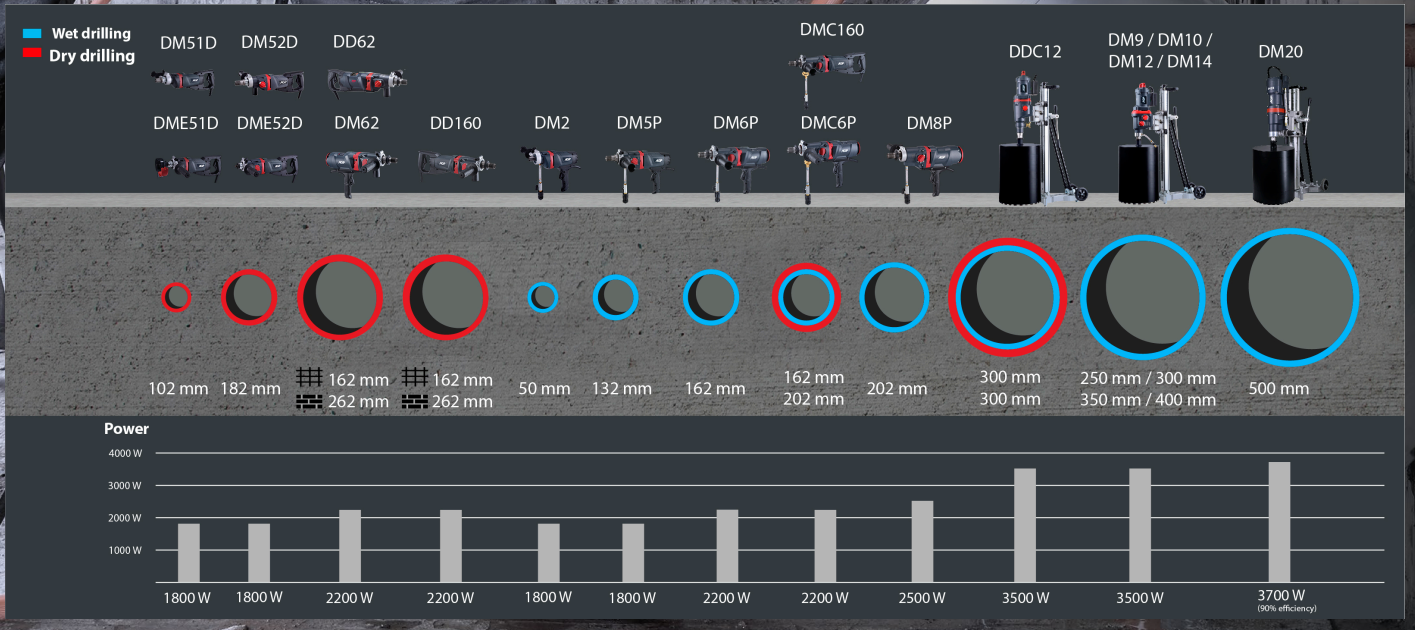 Wet drilling
Dry drilling
DM51D
DM52D
DD62
DMC160
DDC12
DM9 / DM10 /
DM12 / DM14
DM20
DME51D
DME52D
DM62
DD160
DM2
DM5P
DM6P
DMC6P
DM8P
102 mm
182 mm
162 mm
262 mm
162 mm
262 mm
50 mm
132 mm
162 mm
162 mm
202 mm
202 mm
300 mm
300 mm
250 mm / 300 mm
350 mm / 400 mm
500 mm
Power
4000 W
3000 W
2000 W
1000 W
1800 W
1800 W
2200 W
2200 W
1800 W
1800 W
2200 W
2200 W
2500 W
3500 W
3500 W
3700 W
(90% efficiency)